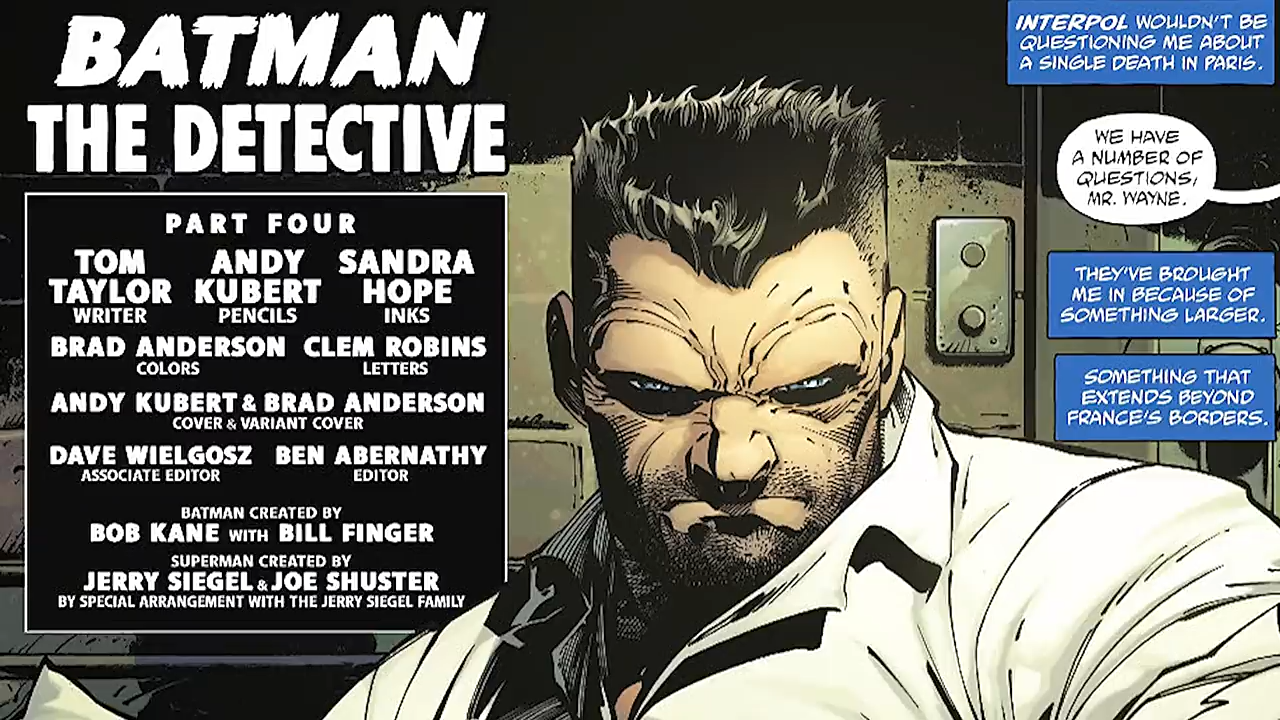 BATMAN
THE DETECTIVE
PART FOUR
TOM TAYLOR
WRITER
ANDY KUBERT
PENCILS
SANDRA HOPE
INKS
BRAD ANDERSON
COLORS
CLEM ROBINS
LETTERS
ANDY KUBERT & BRAD ANDERSON
COVER & VARIANT COVER
DAVE WIELGOSZ
ASSOCIATE EDITOR
BEN ABERNATHY
EDITOR
BATMAN CREATED BY
BOB KANE WITH BILL FINGER
SUPERMAN CREATED BY
JERRY SIEGEL & JOE SHUSTER
BY SPECIAL ARRANGEMENT WITH THE JERRY SIEGEL FAMILY
INTERPOL WOULDN'T BE
QUESTIONING ME ABOUT
A SINGLE DEATH IN PARIS.
WE HAVE
A NUMBER OF
QUESTIONS,
MR. WAYNE.
THEY'VE BROUGHT
ME IN BECAUSE OF
SOMETHING LARGER.
SOMETHING THAT
EXTENDS BEYOND
FRANCE'S BORDERS.